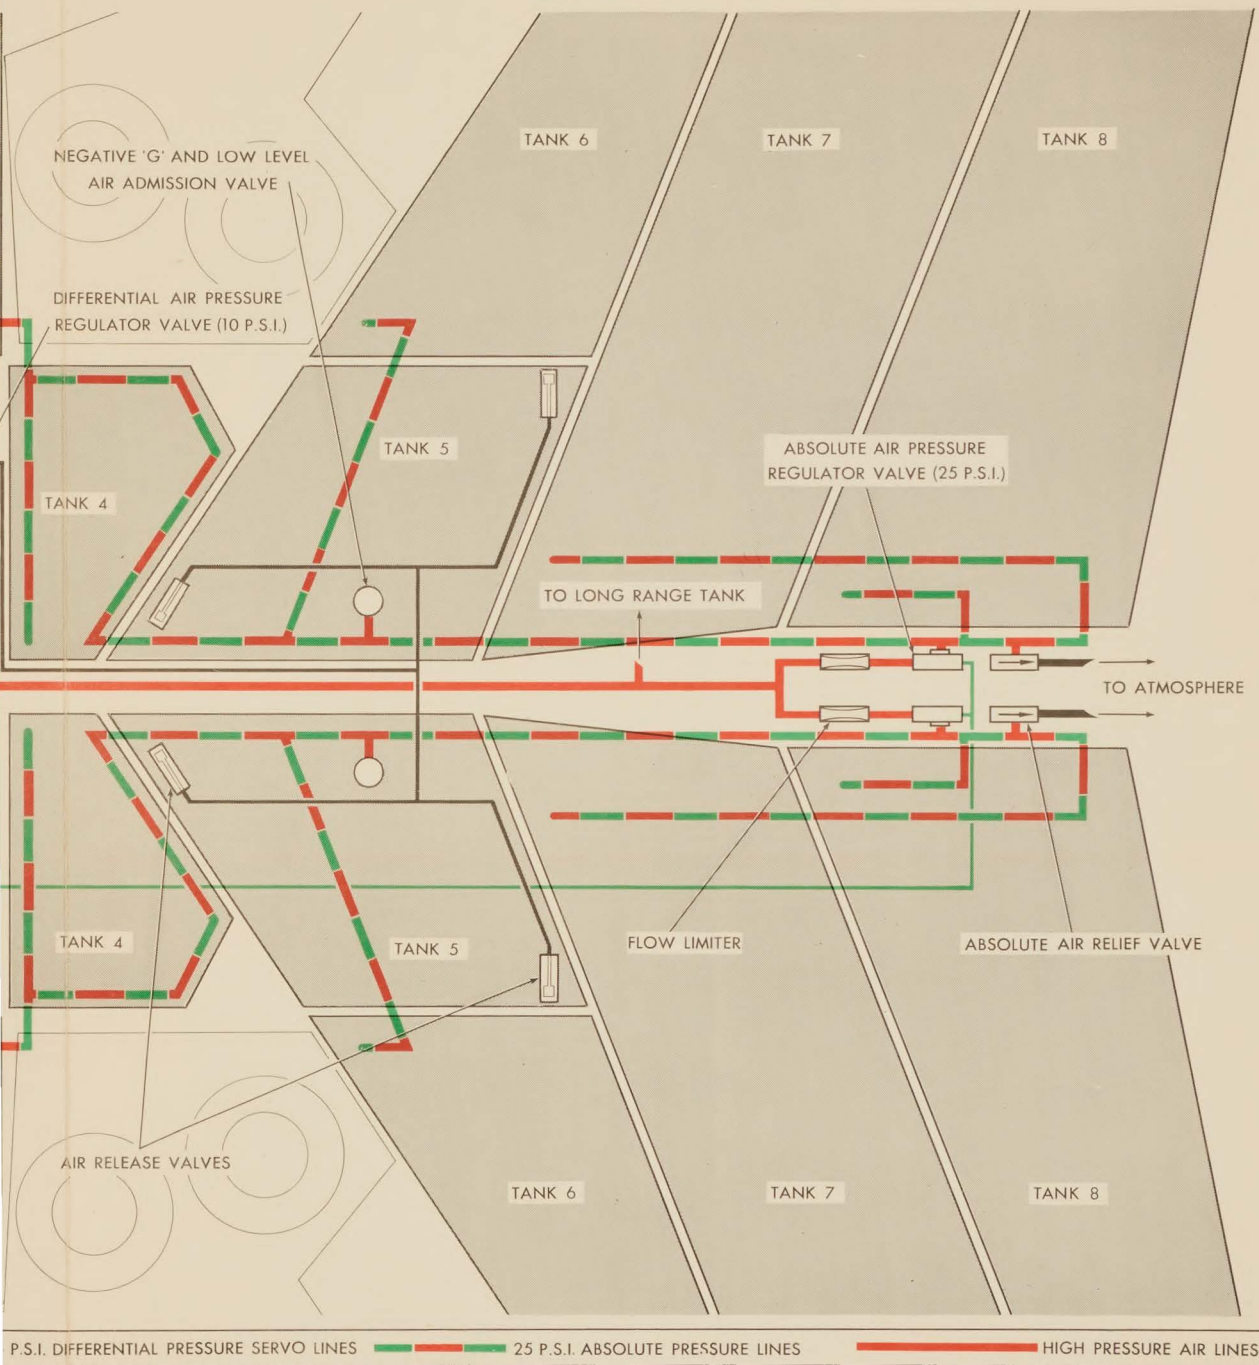 TANK 6
TANK 7
TANK 8
NEGATIVE 'G' AND LOW LEVEL
AIR ADMISSION VALVE
DIFFERENTIAL AIR PRESSURE
REGULATOR VALVE (10 P.S.I.)
TANK 5
ABSOLUTE AIR PRESSURE
REGULATOR VALVE (25 P.S.I.)
TANK 4
TO LONG RANGE TANK
TO ATMOSPHERE
TANK 4
TANK 5
FLOW LIMITER
ABSOLUTE AIR RELIEF VALVE
AIR RELEASE VALVES
TANK 6
TANK 7
TANK 8
P.S.I. DIFFERENTIAL PRESSURE SERVO LINES
25 P.S.I. ABSOLUTE PRESSURE LINES
HIGH PRESSURE AIR LINES